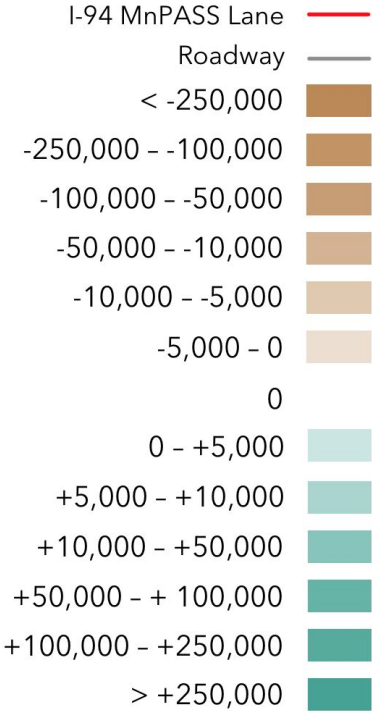 I-94 MnPASS Lane
Roadway
< -250,000
-250,000 – -100,000
-100,000 – -50,000
-50,000 – -10,000
-10,000 – -5,000
-5,000 – 0
0
0 – +5,000
+5,000 – +10,000
+10,000 – +50,000
+50,000 – + 100,000
+100,000 – +250,000
> +250,000